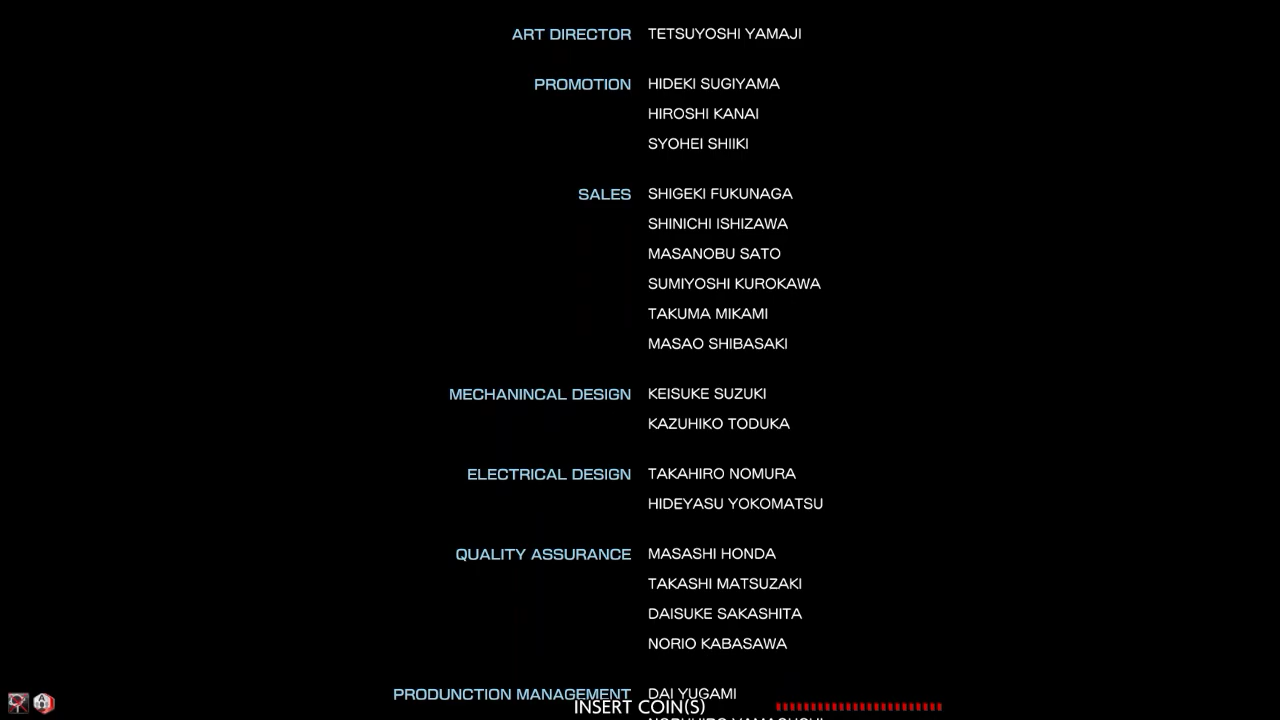 ART DIRECTOR TETSUYOSHI YAMAJI
PROMOTION HIDEKI SUGIYAMA
HIROSHI KANAI
SYOHEI SHIIKI
SALES SHIGEKI FUKUNAGA
SHINICHI ISHIZAWA
MASANOBU SATO
SUMIYOSHI KUROKAWA
TAKUMA MIKAMI
MASAO SHIBASAKI
MECHANINCAL DESIGN KEISUKE SUZUKI
KAZUHIKO TODUKA
ELECTRICAL DESIGN TAKAHIRO NOMURA
HIDEYASU YOKOMATSU
QUALITY ASSURANCE MASASHI HONDA
TAKASHI MATSUZAKI
DAISUKE SAKASHITA
NORIO KABASAWA
PRODUNCTION MANAGEMENT DAI YUGAMI
INSERT COIN(S)